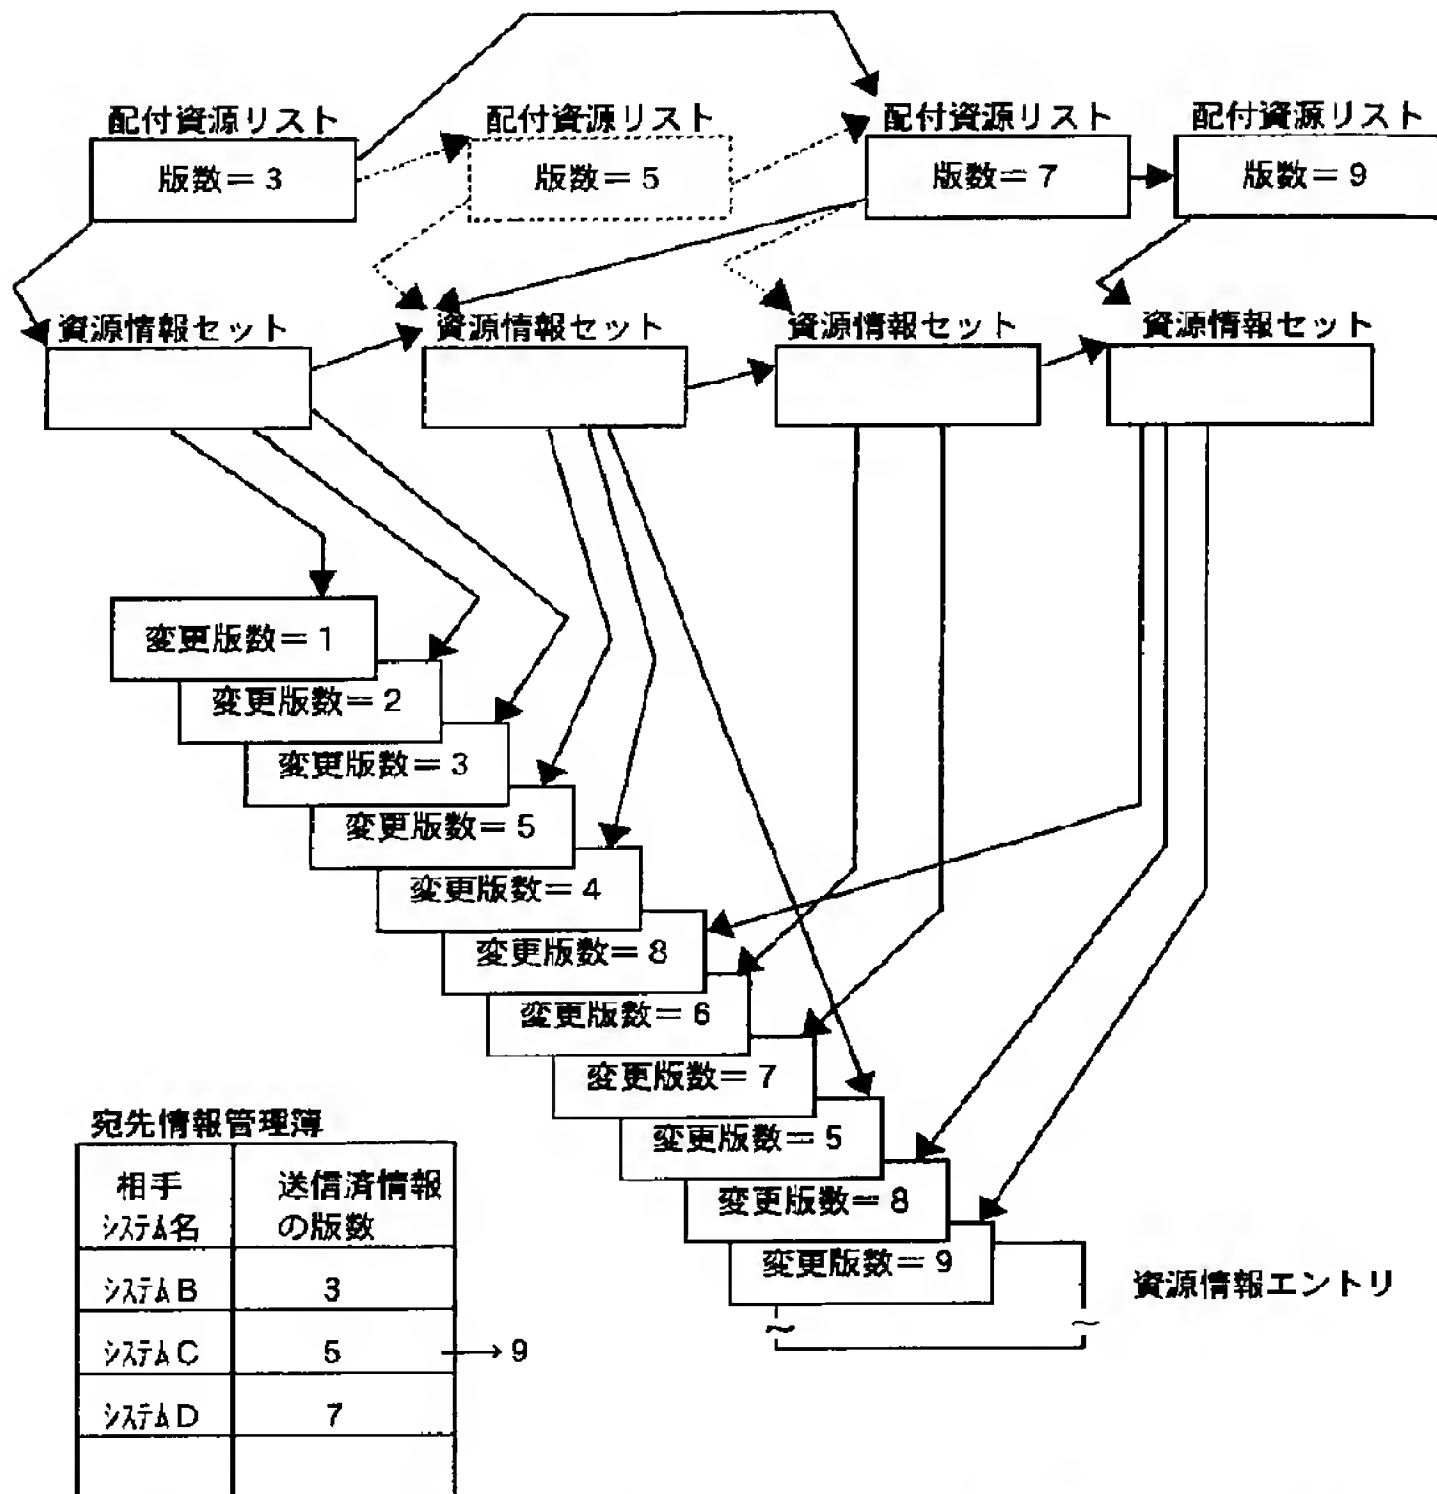 配付資源リスト
配付資源リスト
配付資源リスト
配付資源リスト
版数＝3
版数＝5
版数＝7
版数＝9
資源情報セット
資源情報セット
資源情報セット
資源情報セット
変更版数＝1
変更版数＝2
変更版数＝3
変更版数＝5
変更版数＝4
変更版数＝8
変更版数＝6
変更版数＝7
変更版数＝5
変更版数＝8
変更版数＝9
資源情報エントリ
宛先情報管理簿
相手
ｼｽﾃﾑ名
送信済情報
の版数
ｼｽﾃﾑB
3
ｼｽﾃﾑC
5
→9
ｼｽﾃﾑD
7